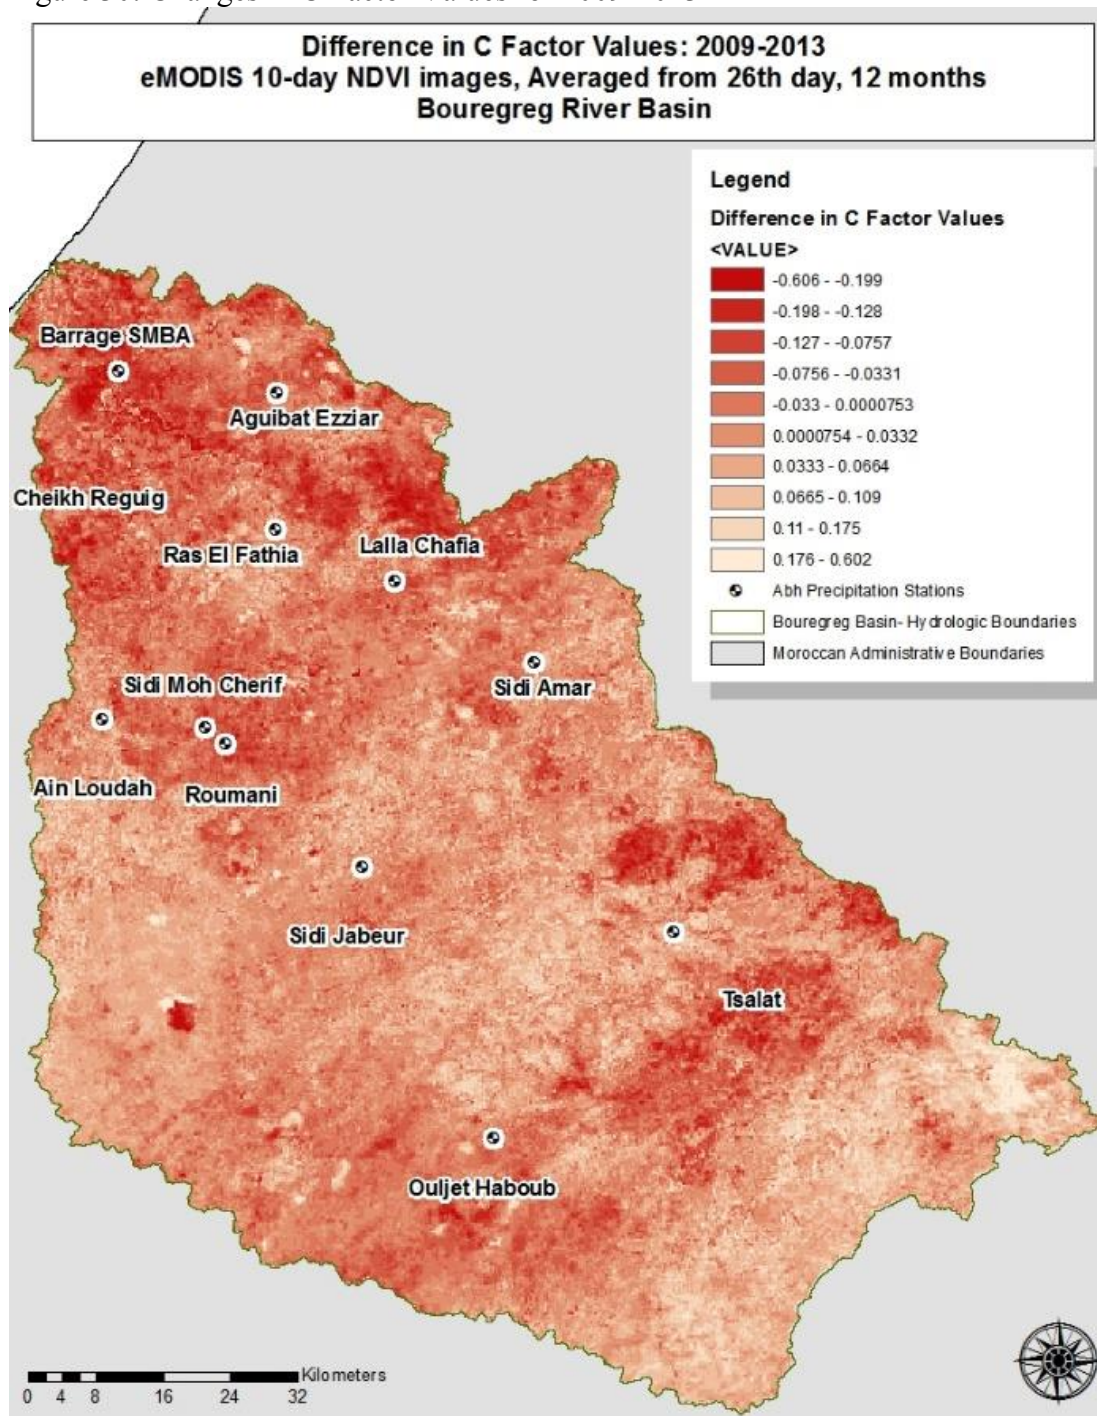 Difference in C Factor Values: 2009-2013
eMODIS 10-day NDVI images, Averaged from 26th day, 12 months
Bouregreg River Basin
Legend
Difference in C Factor Values
<VALUE>
-0.606 - -0.199
-0.198 - -0.128
-0.127 - -0.0757
-0.0756 - -0.0331
-0.033 - 0.0000753
0.0000754 - 0.0332
0.0333 - 0.0664
0.0665 - 0.109
0.11 - 0.175
0.176 - 0.602
Abh Precipitation Stations
Bouregreg Basin- Hydrologic Boundaries
Moroccan Administrative Boundaries
Barrage SMBA
Aguibat Ezziar
Cheikh Reguig
Ras El Fathia
Lalla Chafia
Sidi Moh Cherif
Sidi Amar
Ain Loudah
Roumani
Sidi Jabeur
Tsalat
Ouljet Haboub
Kilometers
0 4 8 16 24 32